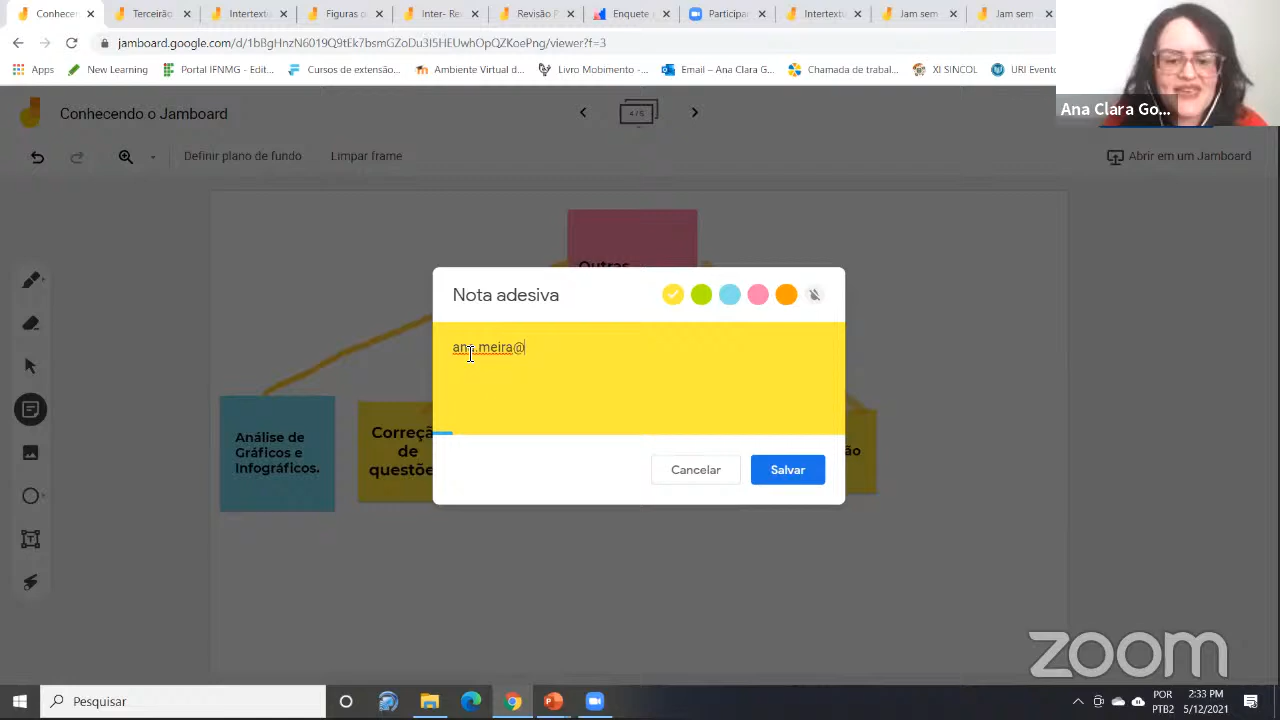 Conhecer
Terceirão
Intertext
Figuras d
Inter- Re
Revisão F
Enquete
Participar
Intertextu
Jam sem
Jam sem
jamboard.google.com/d/1bBgHnzN6019Q9tEk7bsmGZoDu3I5HEUwhOpQZKoePng/viewer?f=3
Apps
New Learning
Portal IFNMG - Edit...
Cursos de extensão...
Ambiente Virtual d...
Livro Mobimento -...
Email – Ana Clara G...
Chamada de trabal...
XI SINCOL
URI Evento
Ana Clara Go...
Conhecendo o Jamboard
4/5
Definir plano de fundo
Limpar frame
Abrir em um Jamboard
Outras
Nota adesiva
ana.meira@
Análise de
Gráficos e
Infográficos.
Correçã
de
questõe
ão
Cancelar
Salvar
zoom
Pesquisar
POR
PTB2
2:33 PM
5/12/2021